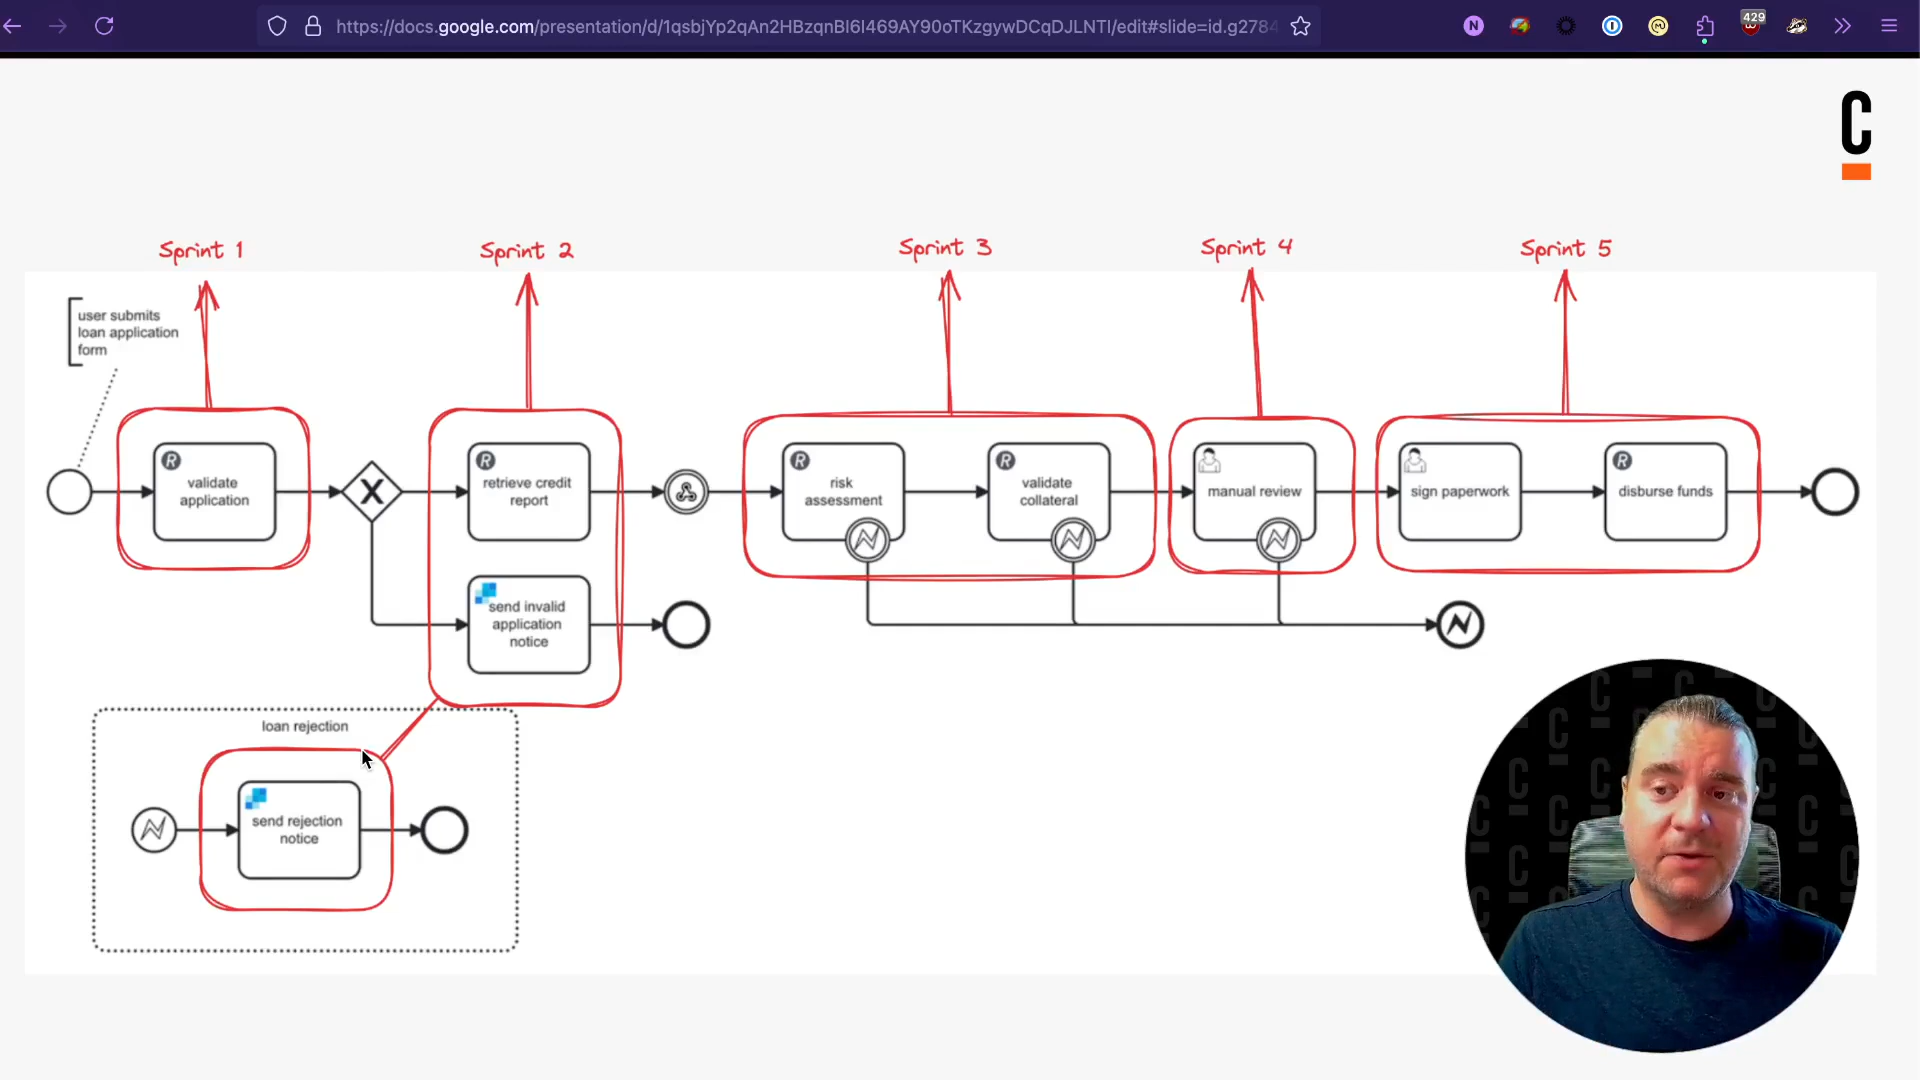 https://docs.google.com/presentation/d/1qsbjYp2qAn2HBzqnBl6I469AY90oTKzgywDCqDJLNTI/edit#slide=id.g2784
429
C
Sprint 1
Sprint 2
Sprint 3
Sprint 4
Sprint 5
user submits
loan application
form
R
validate
application
X
R
retrieve credit
report
R
risk
assessment
R
validate
collateral
manual review
sign paperwork
R
disburse funds
send invalid
application
notice
loan rejection
send rejection
notice